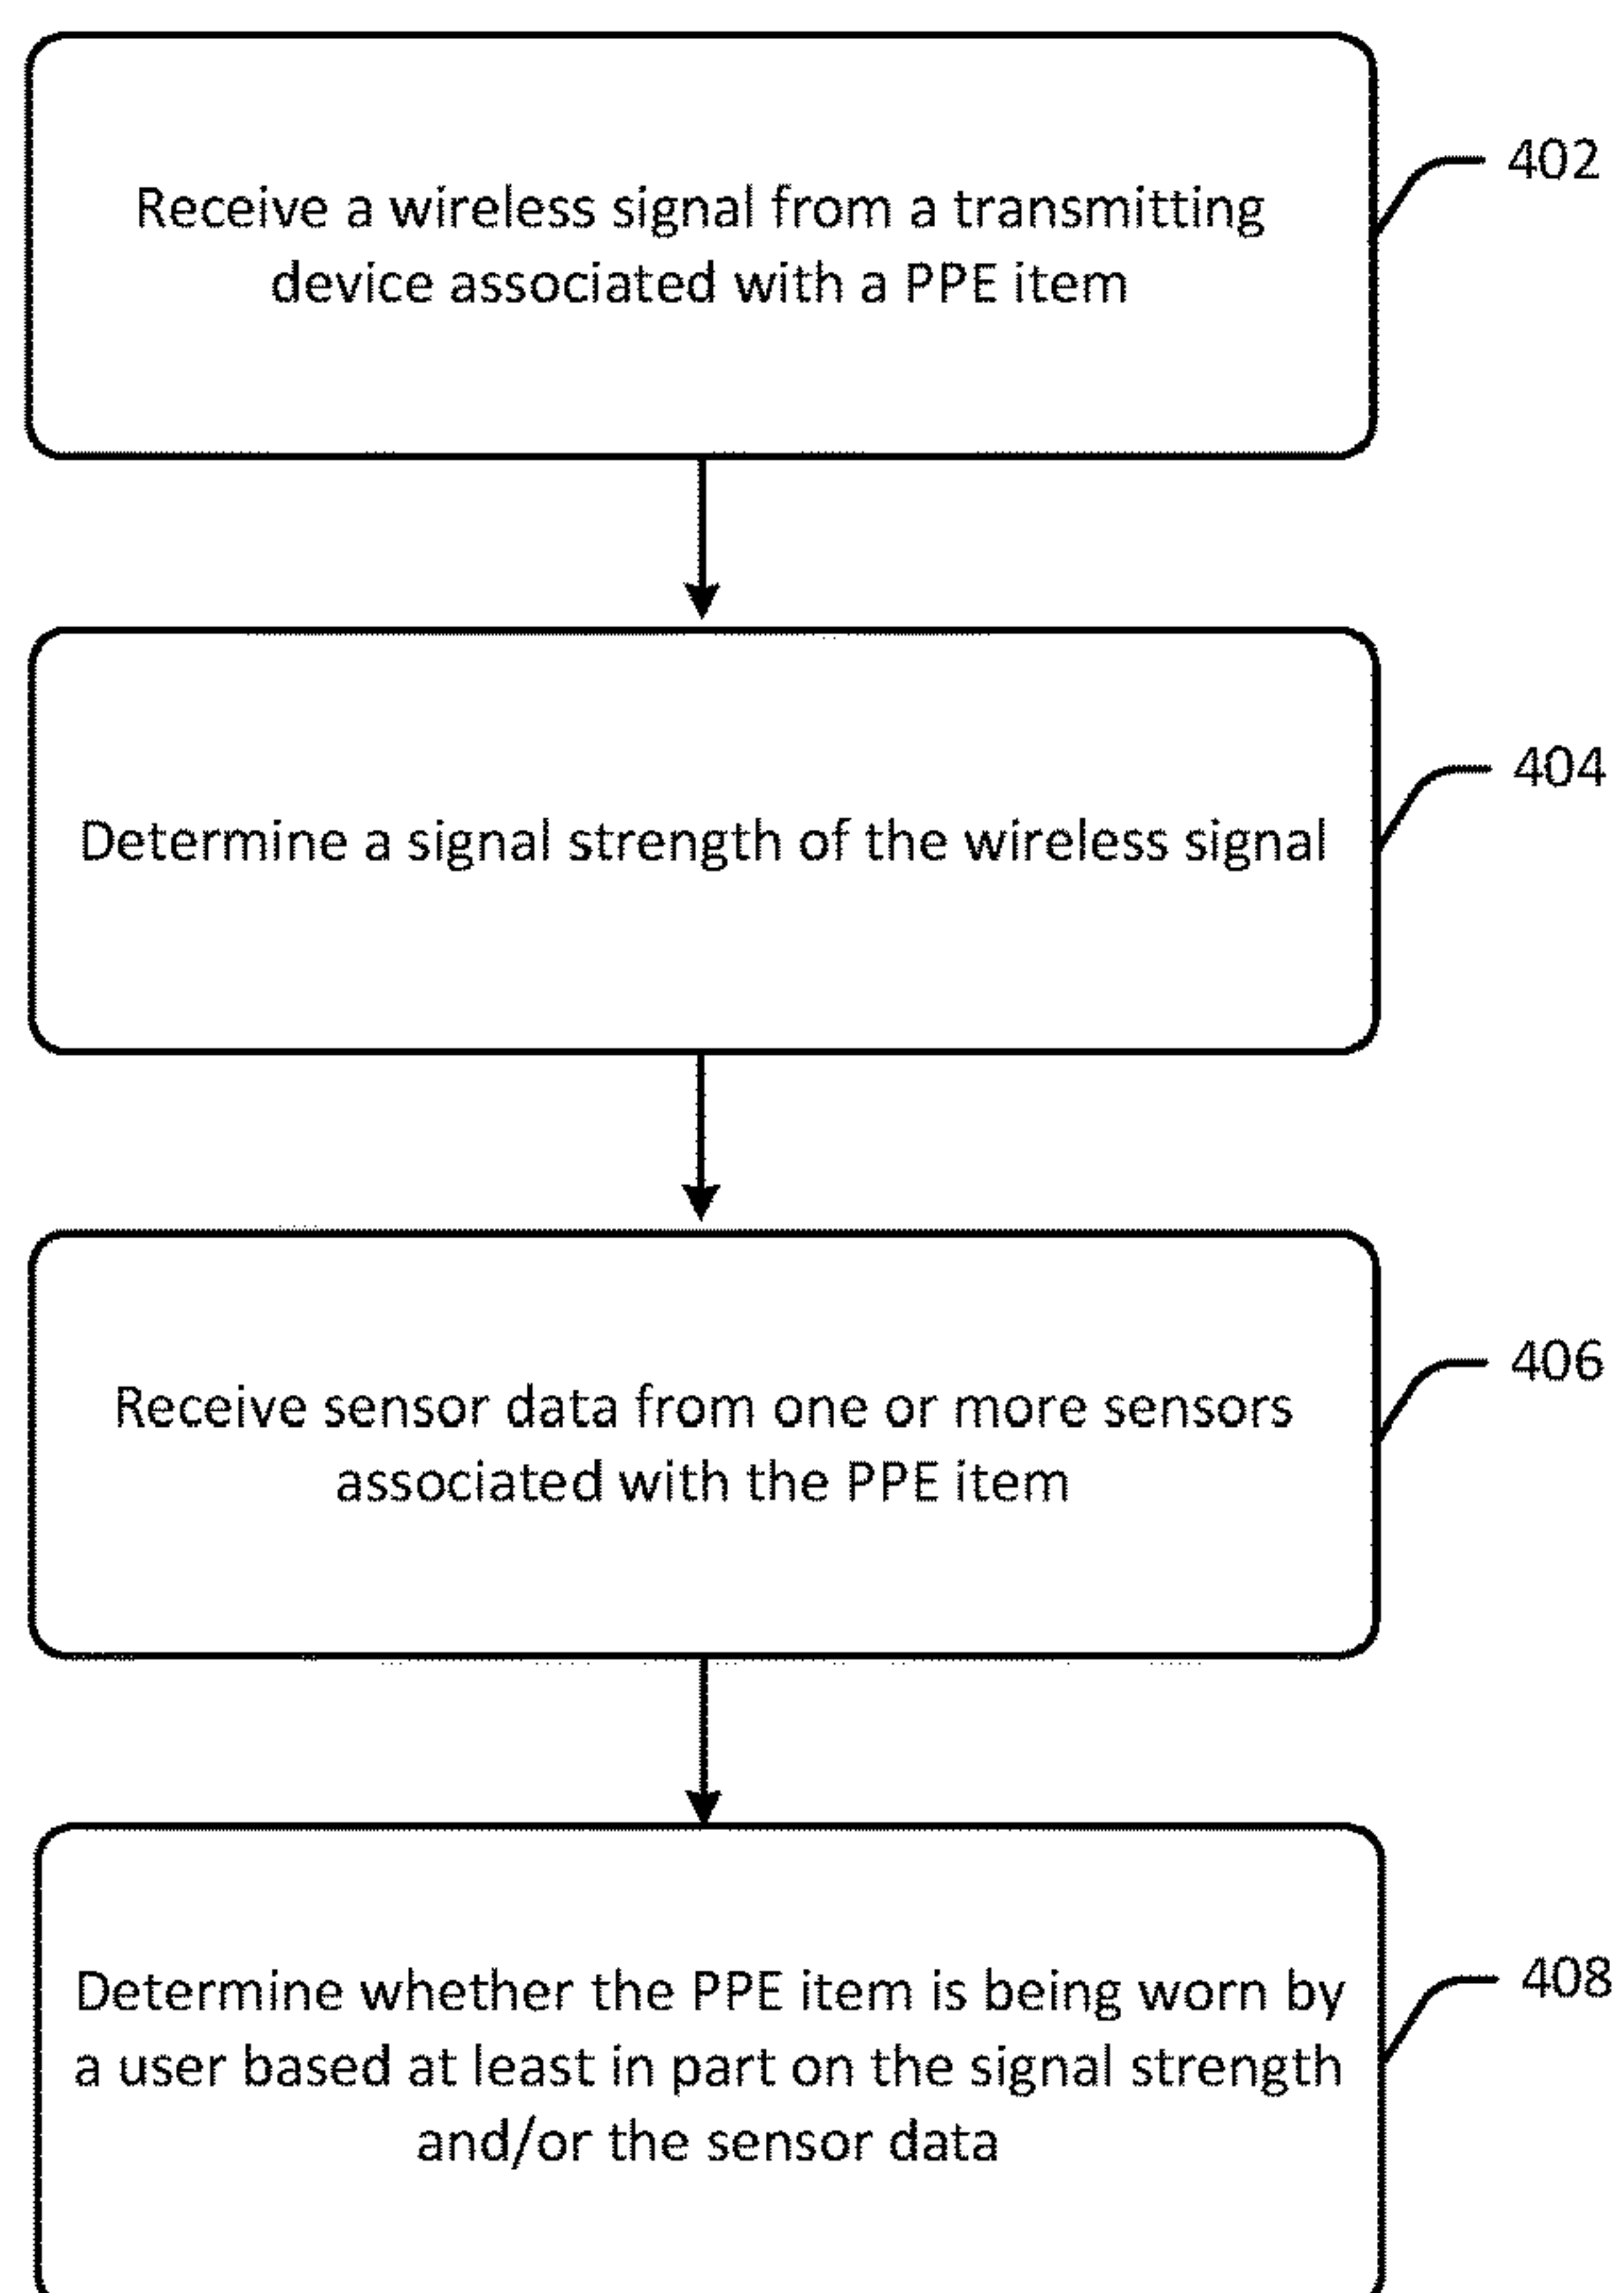 Receive a wireless signal from a transmitting
device associated with a PPE item
402
Determine a signal strength of the wireless signal
404
Receive sensor data from one or more sensors
associated with the PPE item
406
Determine whether the PPE item is being worn by
a user based at least in part on the signal strength
and/or the sensor data
408